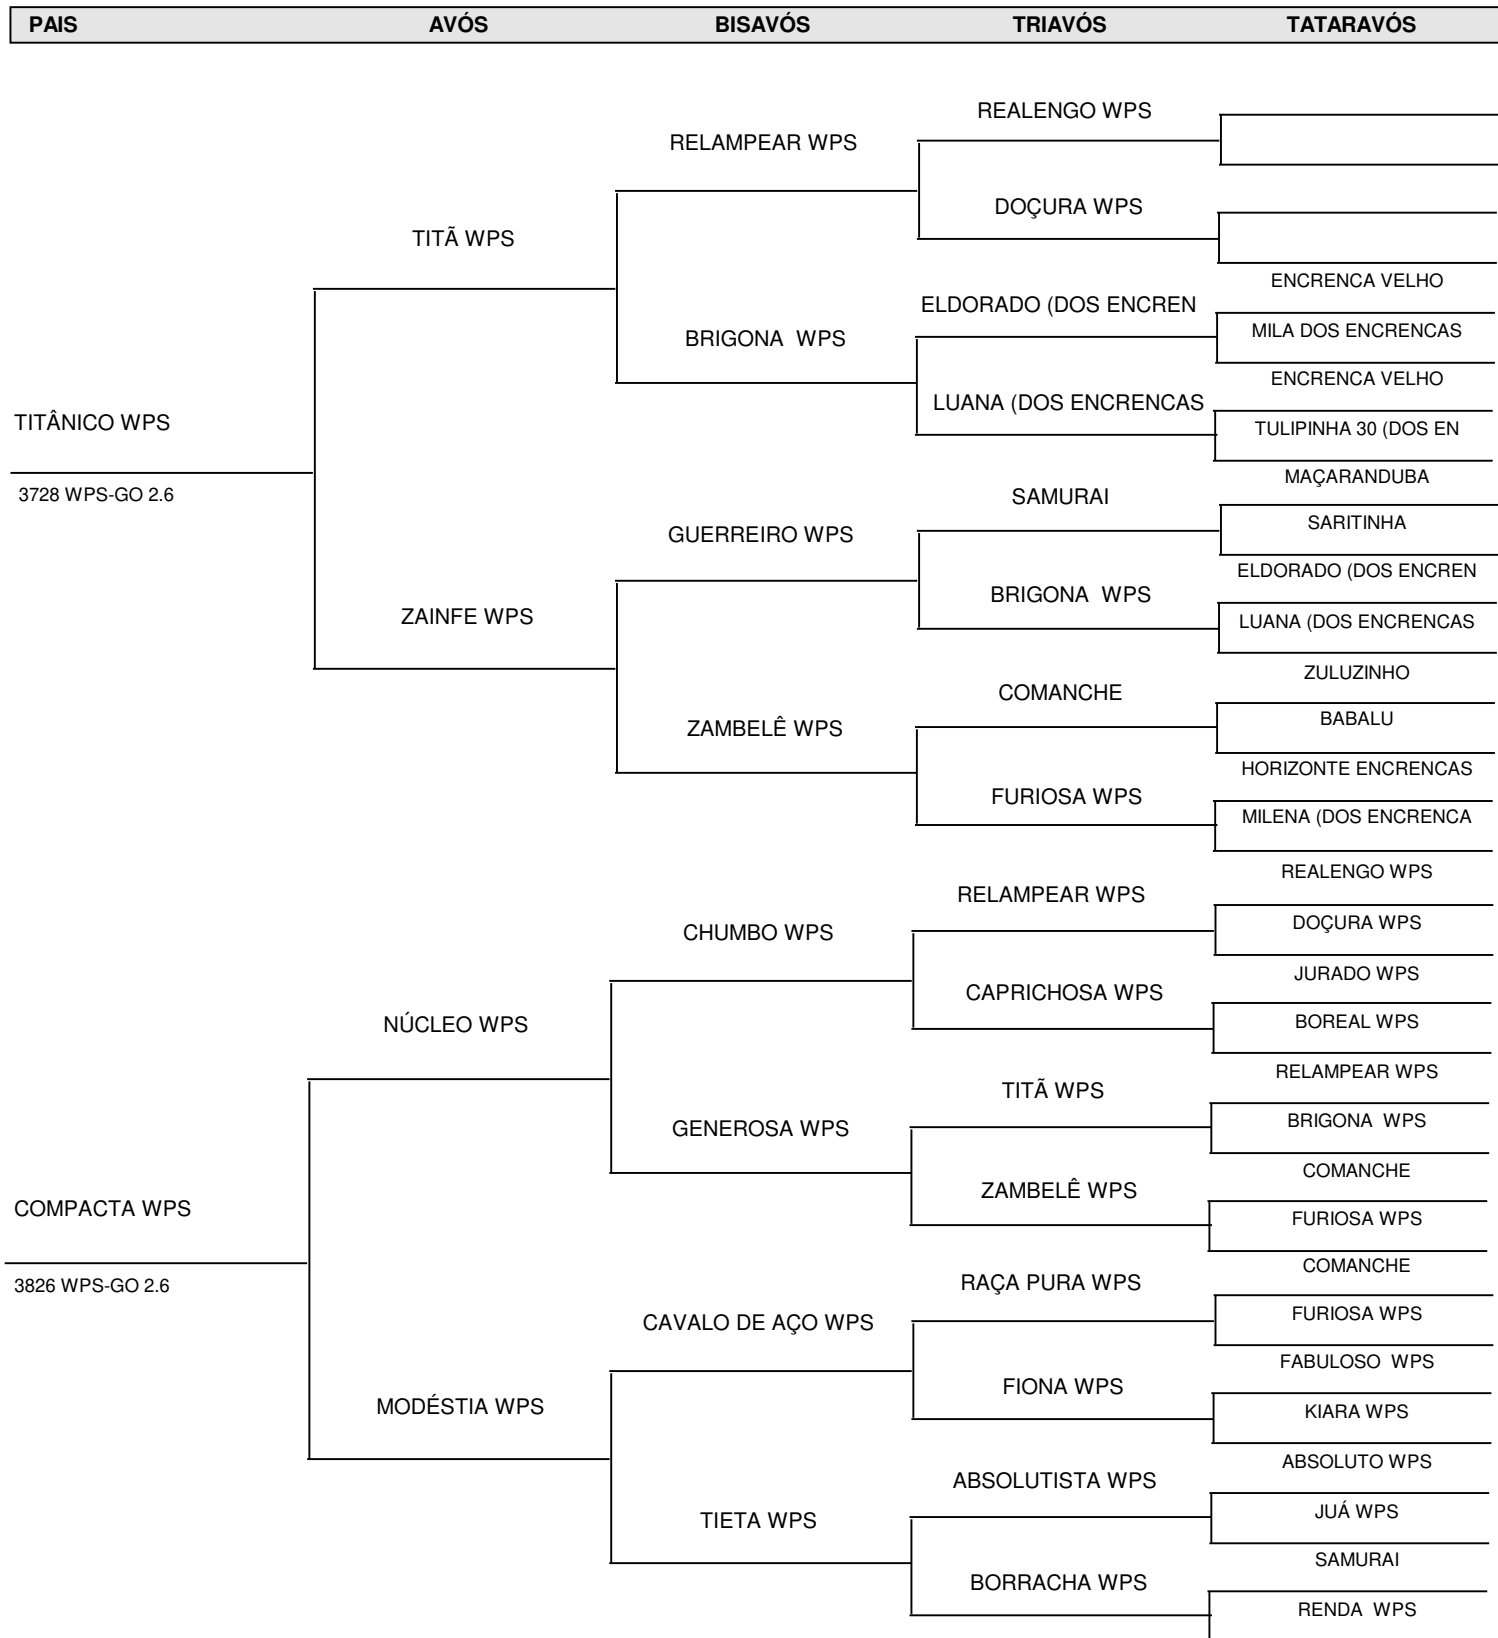 PAIS AVÓS BISAVÓS TRIAVÓS TATARAVÓS
REALENGO WPS
RELAMPEAR WPS
DOÇURA WPS
TITÃ WPS
ENCRENCA VELHO
ELDORADO (DOS ENCREN
BRIGONA WPS
MILA DOS ENCRENCAS
ENCRENCA VELHO
LUANA (DOS ENCRENCAS
TITÂNICO WPS
TULIPINHA 30 (DOS EN
3728 WPS-GO 2.6
MAÇARANDUBA
SAMURAI
GUERREIRO WPS
SARITINHA
ELDORADO (DOS ENCREN
BRIGONA WPS
ZAINFE WPS
LUANA (DOS ENCRENCAS
ZULUZINHO
COMANCHE
ZAMBELÊ WPS
BABALU
HORIZONTE ENCRENCAS
FURIOSA WPS
MILENA (DOS ENCRENCA
REALENGO WPS
RELAMPEAR WPS
CHUMBO WPS
DOÇURA WPS
JURADO WPS
CAPRICHOSA WPS
NÚCLEO WPS
BOREAL WPS
RELAMPEAR WPS
TITÃ WPS
GENEROSA WPS
BRIGONA WPS
COMANCHE
ZAMBELÊ WPS
COMPACTA WPS
FURIOSA WPS
3826 WPS-GO 2.6
COMANCHE
RAÇA PURA WPS
CAVALO DE AÇO WPS
FURIOSA WPS
FABULOSO WPS
FIONA WPS
MODÉSTIA WPS
KIARA WPS
ABSOLUTO WPS
ABSOLUTISTA WPS
TIETA WPS
JUÁ WPS
SAMURAI
BORRACHA WPS
RENDA WPS